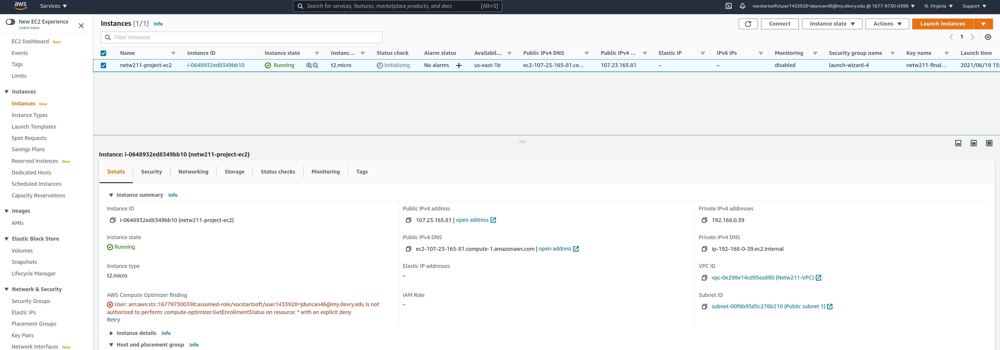 aws Services Search for services, features, marketplace products, and docs [Alt+S] vocstartsoft/user1433928=jduncan46@my.devry.edu @ 1677-9730-0398 N. Virginia Support
New EC2 Experience
Learn more
EC2 Dashboard New
Events
Tags
Limits
Instances
Instances New
Instance Types
Launch Templates
Spot Requests
Savings Plans
Reserved Instances New
Dedicated Hosts
Scheduled Instances
Capacity Reservations
Images
AMIs
Elastic Block Store
Volumes
Snapshots
Lifecycle Manager
Network & Security
Security Groups
Elastic IPs
Placement Groups
Key Pairs
Network Interfaces New
Instances (1/1) Info Connect Instance state Actions Launch instances
Filter instances 1
Name Instance ID Instance state Instanc... Status check Alarm status Availabil... Public IPv4 DNS Public IPv4 ... Elastic IP IPv6 IPs Monitoring Security group name Key name Launch time
netw211-project-ec2 i-0648932ed8349bb10 Running t2.micro Initializing No alarms + us-east-1b ec2-107-23-165-81.co... 107.23.165.81 – – disabled launch-wizard-4 netw211-final... 2021/06/19 15:
Instance: i-0648932ed8349bb10 (netw211-project-ec2)
Details Security Networking Storage Status checks Monitoring Tags
Instance summary Info
Instance ID
i-0648932ed8349bb10 (netw211-project-ec2)
Instance state
Running
Instance type
t2.micro
AWS Compute Optimizer finding
User: arn:aws:sts::167797300398:assumed-role/vocstartsoft/user1433928=jduncan46@my.devry.edu is not
authorized to perform: compute-optimizer:GetEnrollmentStatus on resource: * with an explicit deny
Retry
Public IPv4 address
107.23.165.81 | open address
Public IPv4 DNS
ec2-107-23-165-81.compute-1.amazonaws.com | open address
Elastic IP addresses
–
IAM Role
–
Private IPv4 addresses
192.168.0.39
Private IPv4 DNS
ip-192-168-0-39.ec2.internal
VPC ID
vpc-0e298e14cd95ea890 (Netw211-VPC)
Subnet ID
subnet-00f8b95d5c276b210 (Public subnet 1)
Instance details Info
Host and placement group Info